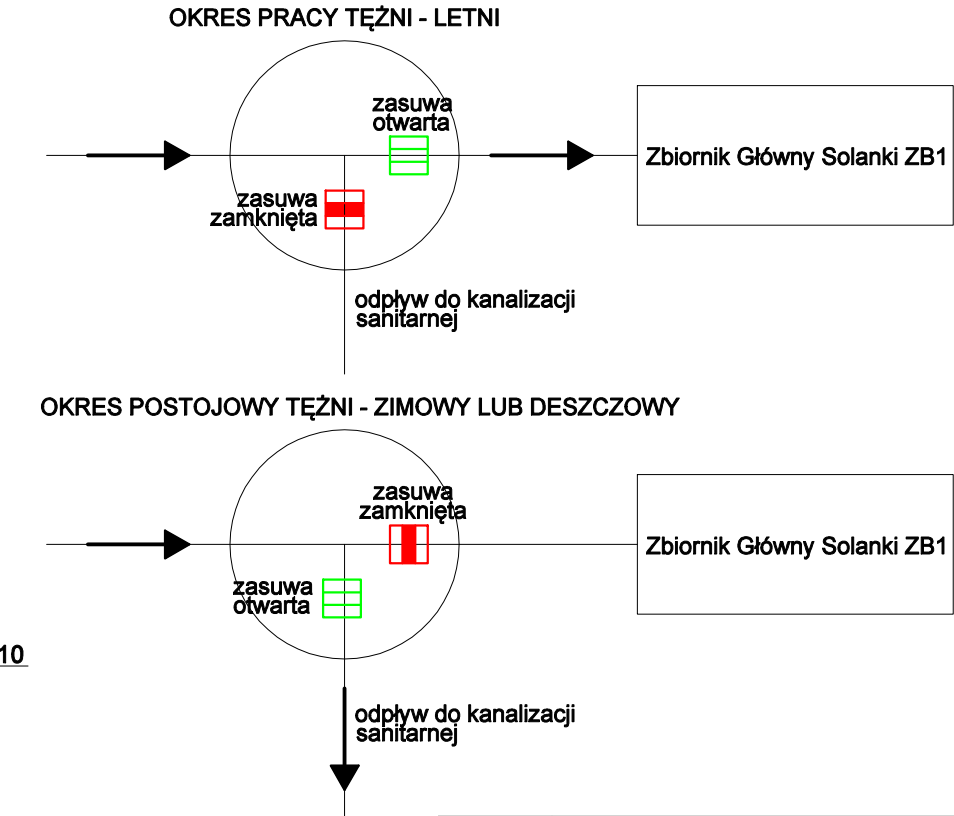 OKRES PRACY TĘŻNI - LETNI
zasuwa
otwarta
Zbiornik Główny Solanki ZB1
zasuwa
zamknięta
odpływ do kanalizacji
sanitarnej
OKRES POSTOJOWY TĘŻNI - ZIMOWY LUB DESZCZOWY
zasuwa
zamknięta
Zbiornik Główny Solanki ZB1
zasuwa
otwarta
10
odpływ do kanalizacji
sanitarnej